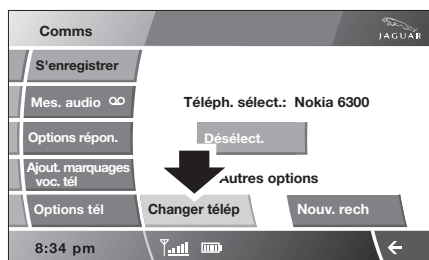 Comms
JAGUAR
S'enregistrer
Mes. audio
Téléph. sélect.: Nokia 6300
Options répon.
Désélect.
Ajout. marquages
voc. tél
Autres options
Options tél
Changer télép
Nouv. rech
8:34 pm